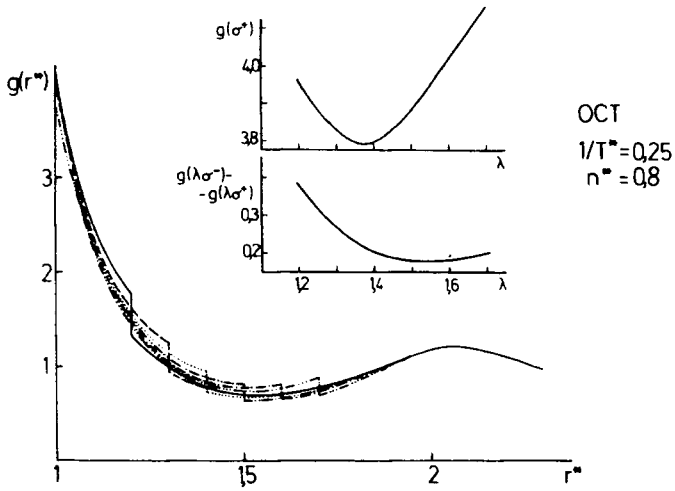 g(σ⁺)
4,0
3,8
λ
g(λσ⁻)-
-g(λσ⁺)
0,3
0,2
1,2
1,4
1,6
λ
OCT
1/T*=0,25
n*=0,8
g(r*)
3
2
1
1
1,5
2
r*